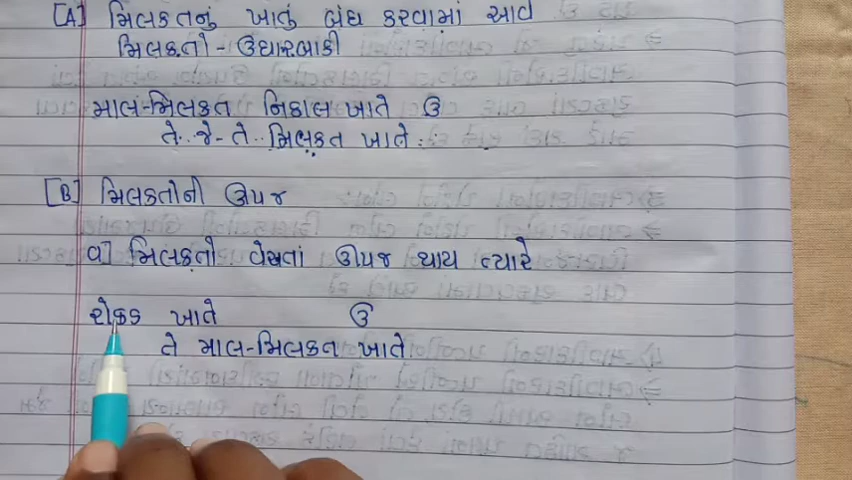 [A] મિલકતનું ખાતું બંધ કરવામાં આવે
મિલકતો - ઉધારબાકી
માલ-મિલકત નિકાલ ખાતે ઉ
તે..જે-તે..મિલકત ખાતે.
[B] મિલકતોની ઊપજ
a] મિલકતો વેચતાં ઊપજ થાય ત્યારે
રોકડ ખાતે ઉ
તે માલ-મિલકત ખાતે